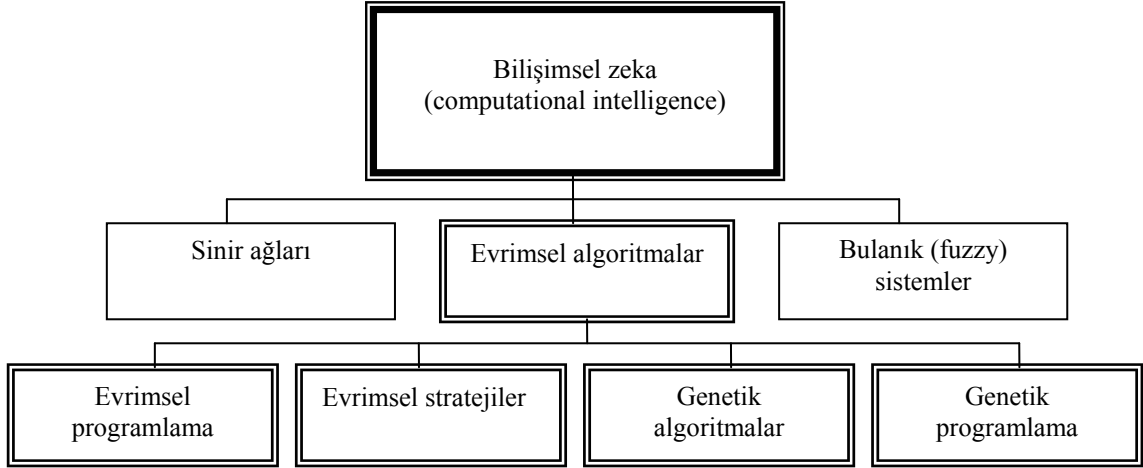 Bilişimsel zeka
(computational intelligence)
Sinir ağları
Evrimsel algoritmalar
Bulanık (fuzzy)
sistemler
Evrimsel
programlama
Evrimsel stratejiler
Genetik
algoritmalar
Genetik
programlama